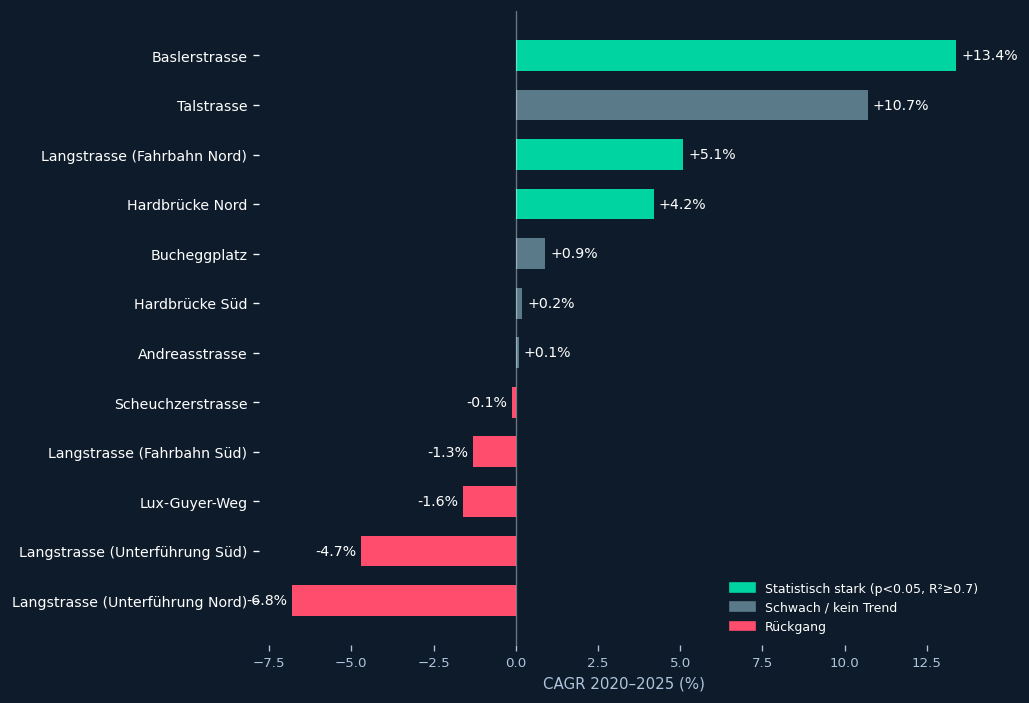 Baslerstrasse +13.4%
Talstrasse +10.7%
Langstrasse (Fahrbahn Nord) +5.1%
Hardbrücke Nord +4.2%
Bucheggplatz +0.9%
Hardbrücke Süd +0.2%
Andreasstrasse +0.1%
Scheuchzerstrasse -0.1%
Langstrasse (Fahrbahn Süd) -1.3%
Lux-Guyer-Weg -1.6%
Langstrasse (Unterführung Süd) -4.7%
Langstrasse (Unterführung Nord) -6.8%
Statistisch stark (p<0.05, R²≥0.7)
Schwach / kein Trend
Rückgang
−7.5 −5.0 −2.5 0.0 2.5 5.0 7.5 10.0 12.5
CAGR 2020–2025 (%)